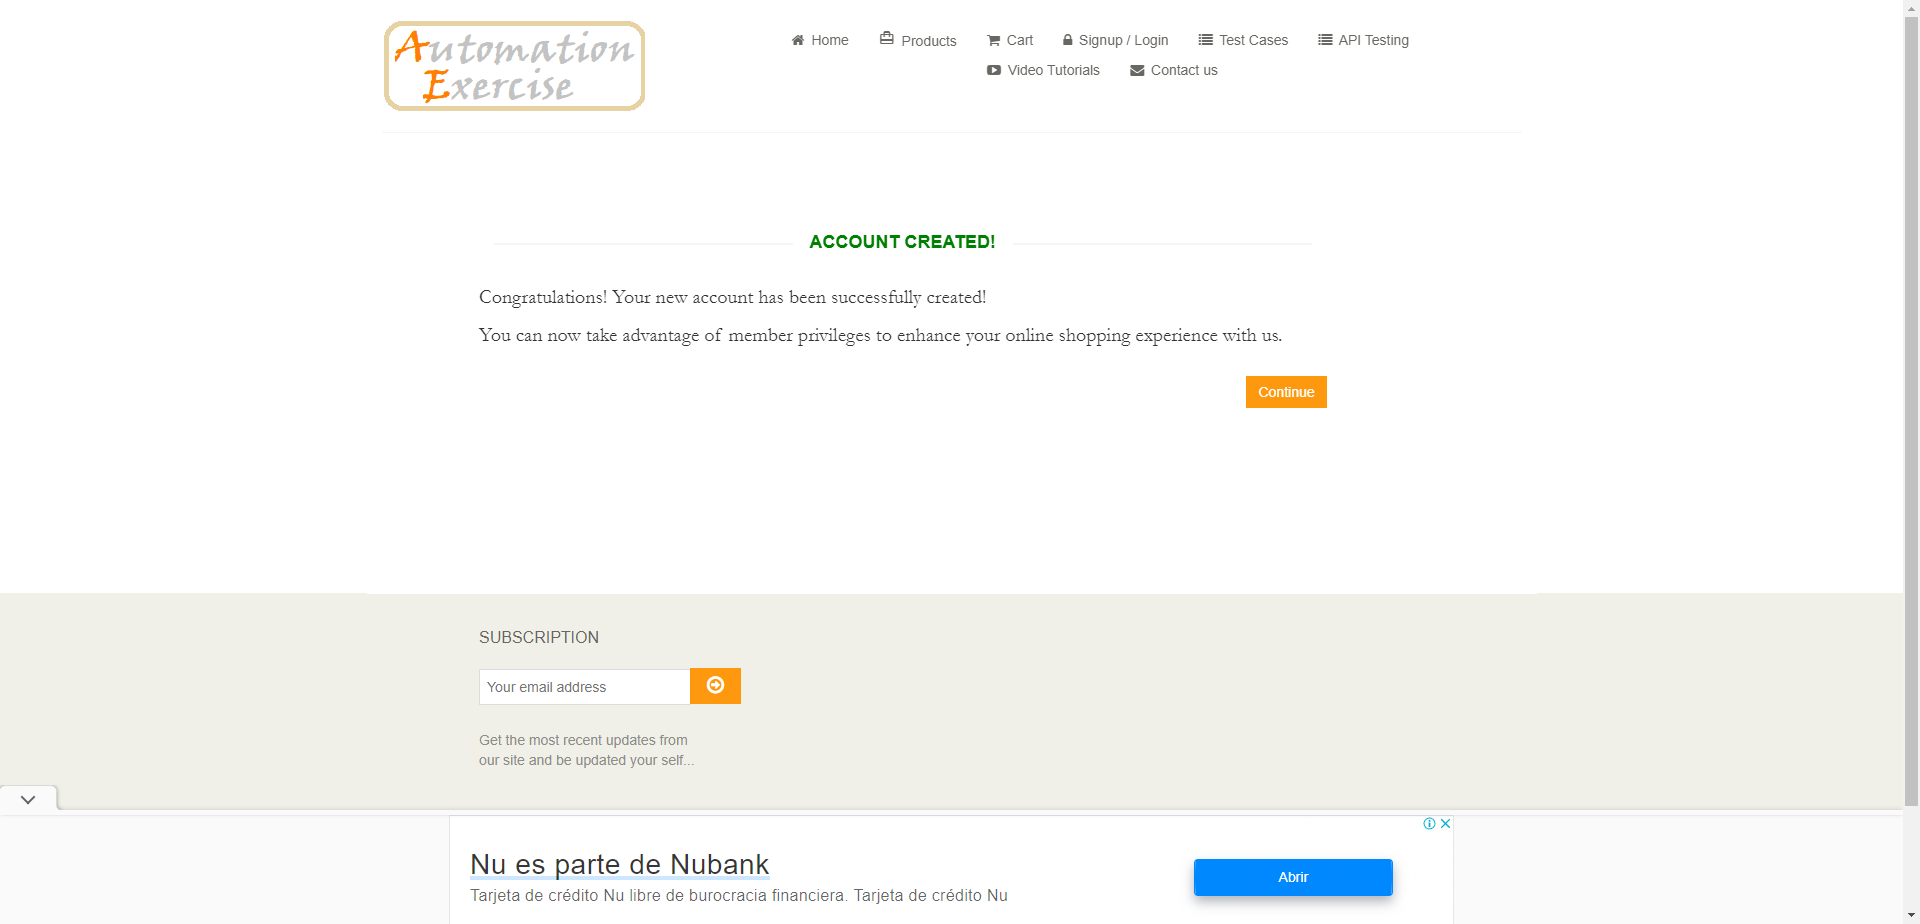 Automation
Exercise
Home Products Cart Signup / Login Test Cases API Testing
Video Tutorials Contact us
ACCOUNT CREATED!
Congratulations! Your new account has been successfully created!
You can now take advantage of member privileges to enhance your online shopping experience with us.
Continue
SUBSCRIPTION
Your email address
Get the most recent updates from
our site and be updated your self...
Nu es parte de Nubank
Tarjeta de crédito Nu libre de burocracia financiera. Tarjeta de crédito Nu
Abrir